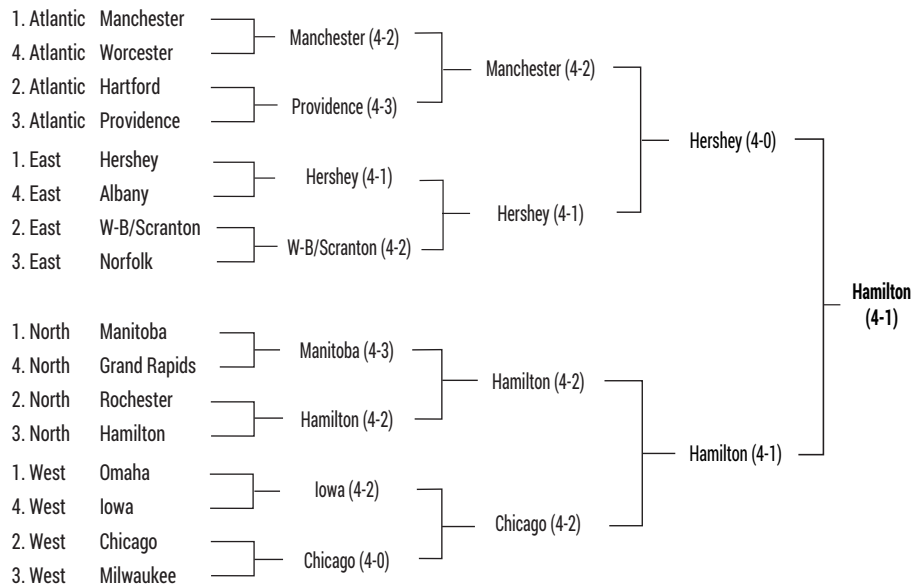 1. Atlantic Manchester
4. Atlantic Worcester
2. Atlantic Hartford
3. Atlantic Providence
1. East Hershey
4. East Albany
2. East W-B/Scranton
3. East Norfolk
1. North Manitoba
4. North Grand Rapids
2. North Rochester
3. North Hamilton
1. West Omaha
4. West Iowa
2. West Chicago
3. West Milwaukee
Manchester (4-2)
Providence (4-3)
Hershey (4-1)
W-B/Scranton (4-2)
Manitoba (4-3)
Hamilton (4-2)
Iowa (4-2)
Chicago (4-0)
Manchester (4-2)
Hershey (4-1)
Hamilton (4-2)
Chicago (4-2)
Hershey (4-0)
Hamilton (4-1)
Hamilton
(4-1)